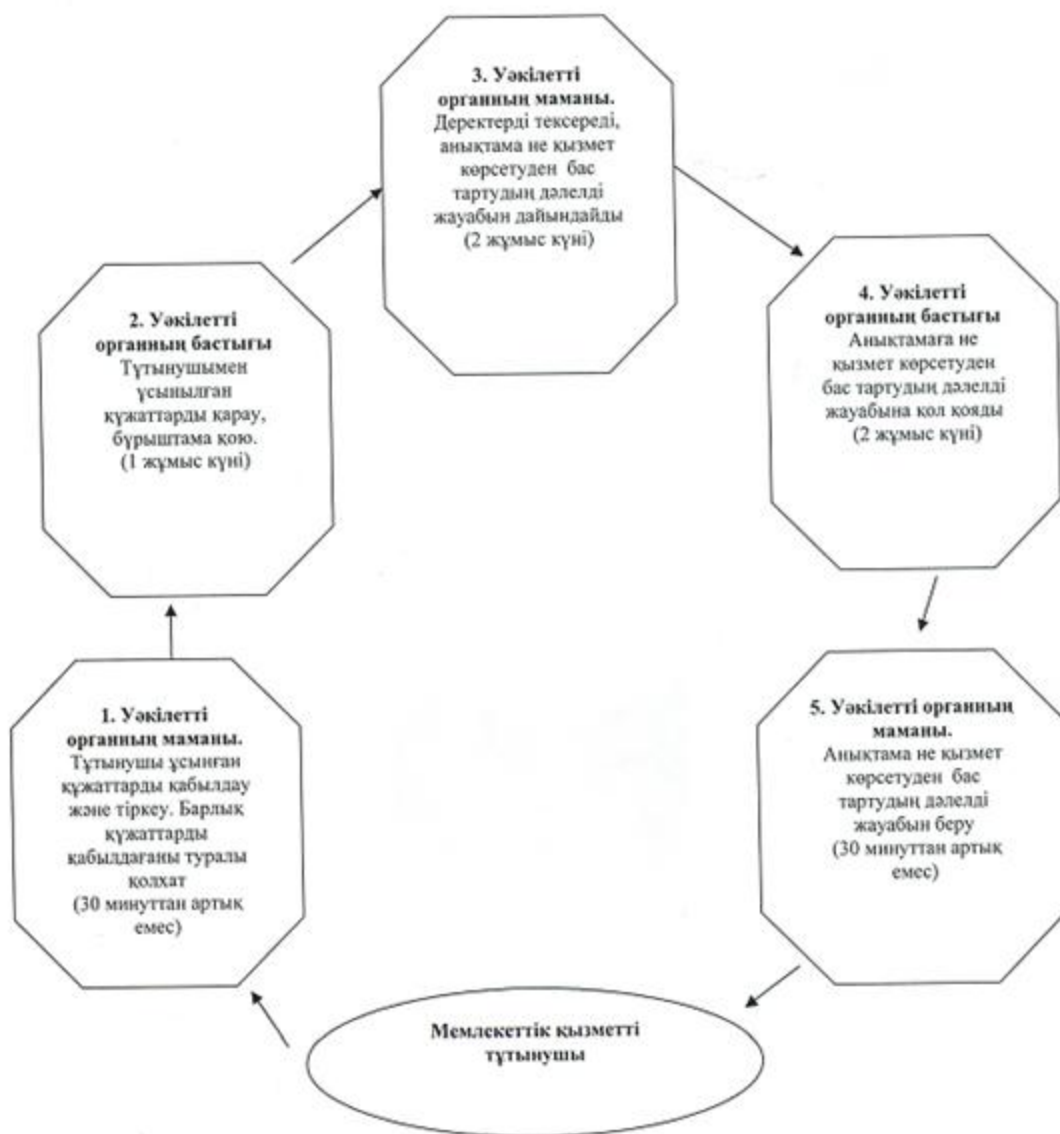 3. Уәкілетті
органның маманы.
Деректерді тексереді,
анықтама не қызмет
көрсетуден бас
тартудың дәлелді
жауабын дайындайды
(2 жұмыс күні)
2. Уәкілетті
органның бастығы
Тұтынушымен
ұсынылған
құжаттарды қарау,
бұрыштама қою.
(1 жұмыс күні)
4. Уәкілетті
органның бастығы
Анықтамаға не
қызмет көрсетуден
бас тартудың дәлелді
жауабына қол қояды
(2 жұмыс күні)
1. Уәкілетті
органның маманы.
Тұтынушы ұсынған
құжаттарды қабылдау
және тіркеу. Барлық
құжаттарды
қабылдағаны туралы
қолхат
(30 минуттан артық
емес)
5. Уәкілетті органның
маманы.
Анықтама не қызмет
көрсетуден бас
тартудың дәлелді
жауабын беру
(30 минуттан артық
емес)
Мемлекеттік қызметті
тұтынушы